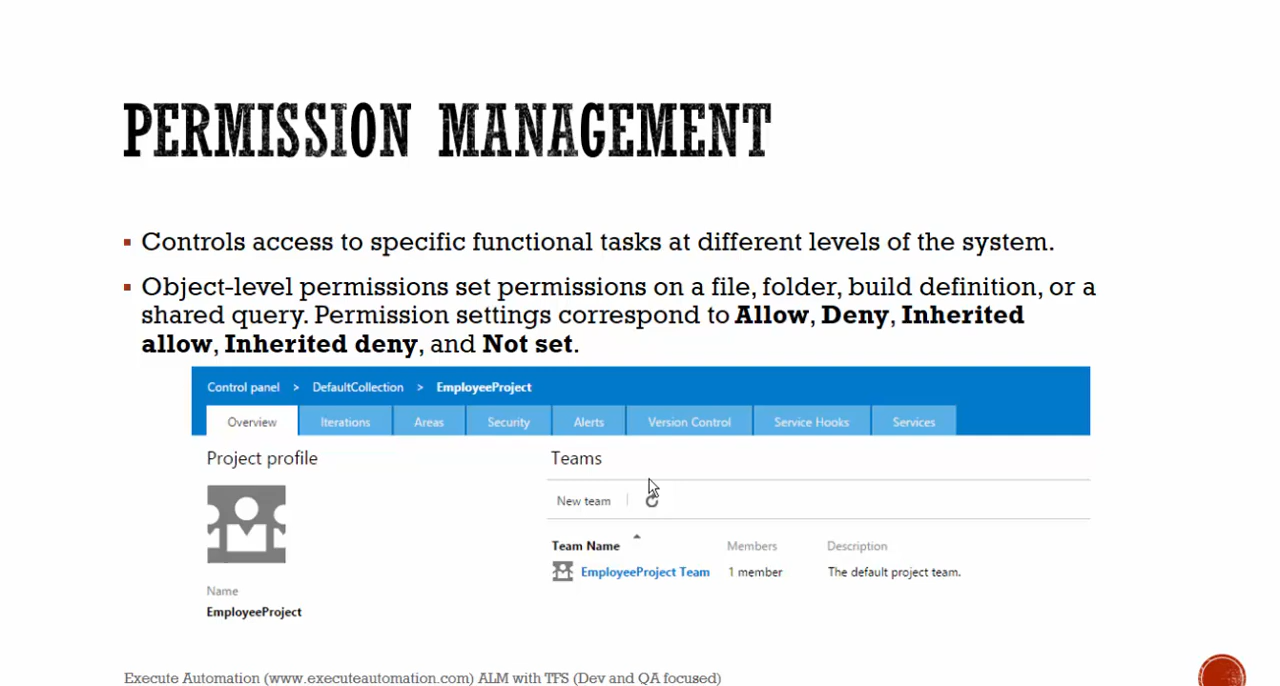 PERMISSION MANAGEMENT
Controls access to specific functional tasks at different levels of the system.
Object-level permissions set permissions on a file, folder, build definition, or a
shared query. Permission settings correspond to Allow, Deny, Inherited
allow, Inherited deny, and Not set.
Control panel > DefaultCollection > EmployeeProject
Overview Iterations Areas Security Alerts Version Control Service Hooks Services
Project profile Teams
New team
Team Name Members Description
EmployeeProject Team 1 member The default project team.
Name
EmployeeProject
Execute Automation (www.executeautomation.com) ALM with TFS (Dev and QA focused)